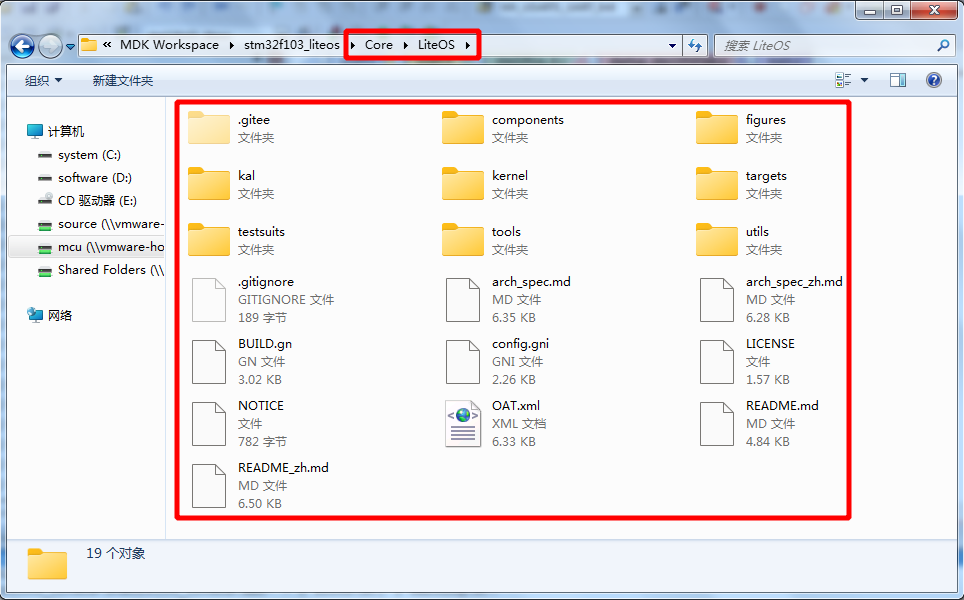 « MDK Workspace stm32f103_liteos Core LiteOS
搜索 LiteOS
组织 新建文件夹
计算机
system (C:)
software (D:)
CD 驱动器 (E:)
source (\\vmware-
mcu (\\vmware-ho
Shared Folders (\\
网络
.gitee
文件夹
components
文件夹
figures
文件夹
kal
文件夹
kernel
文件夹
targets
文件夹
testsuits
文件夹
tools
文件夹
utils
文件夹
.gitignore
GITIGNORE 文件
189 字节
arch_spec.md
MD 文件
6.35 KB
arch_spec_zh.md
MD 文件
6.28 KB
BUILD.gn
GN 文件
3.02 KB
config.gni
GNI 文件
2.26 KB
LICENSE
文件
1.57 KB
NOTICE
文件
782 字节
OAT.xml
XML 文档
6.33 KB
README.md
MD 文件
4.84 KB
README_zh.md
MD 文件
6.50 KB
19 个对象